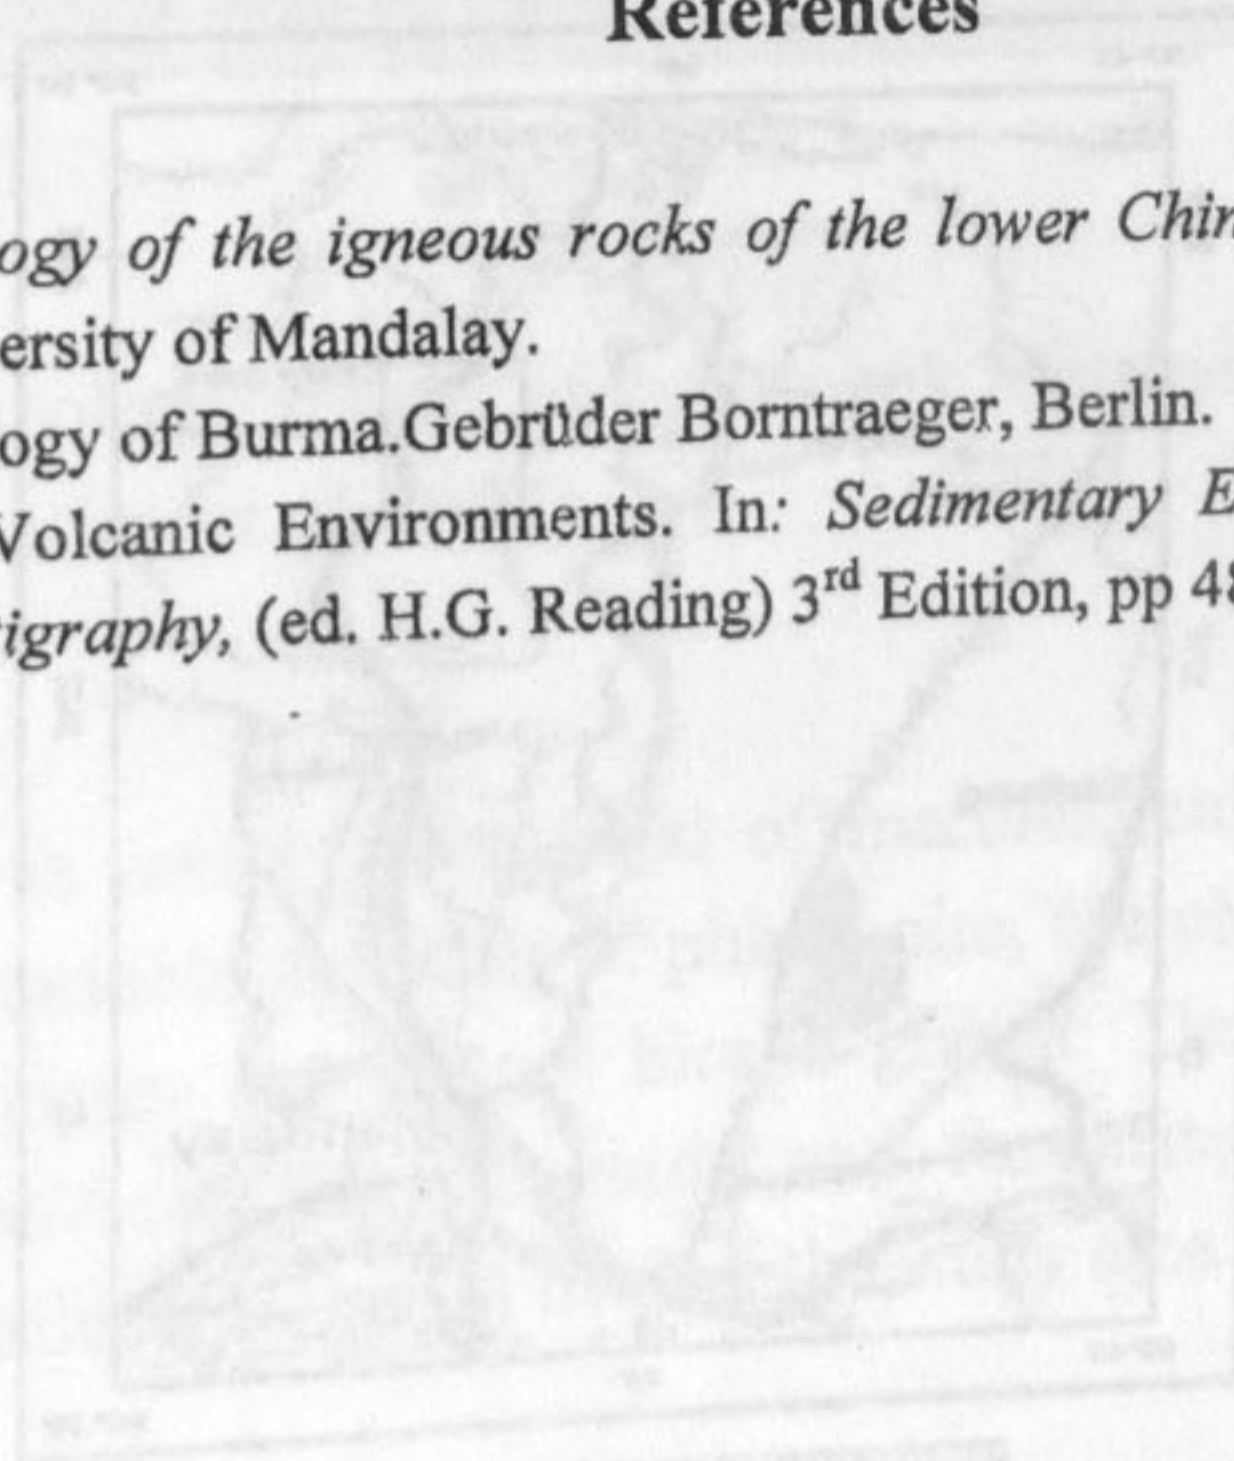 References
ogy of the igneous rocks of the lower Chin
ersity of Mandalay.
ogy of Burma.Gebrüder Borntraeger, Berlin.
Volcanic Environments. In: Sedimentary E
igraphy, (ed. H.G. Reading) 3rd Edition, pp 48